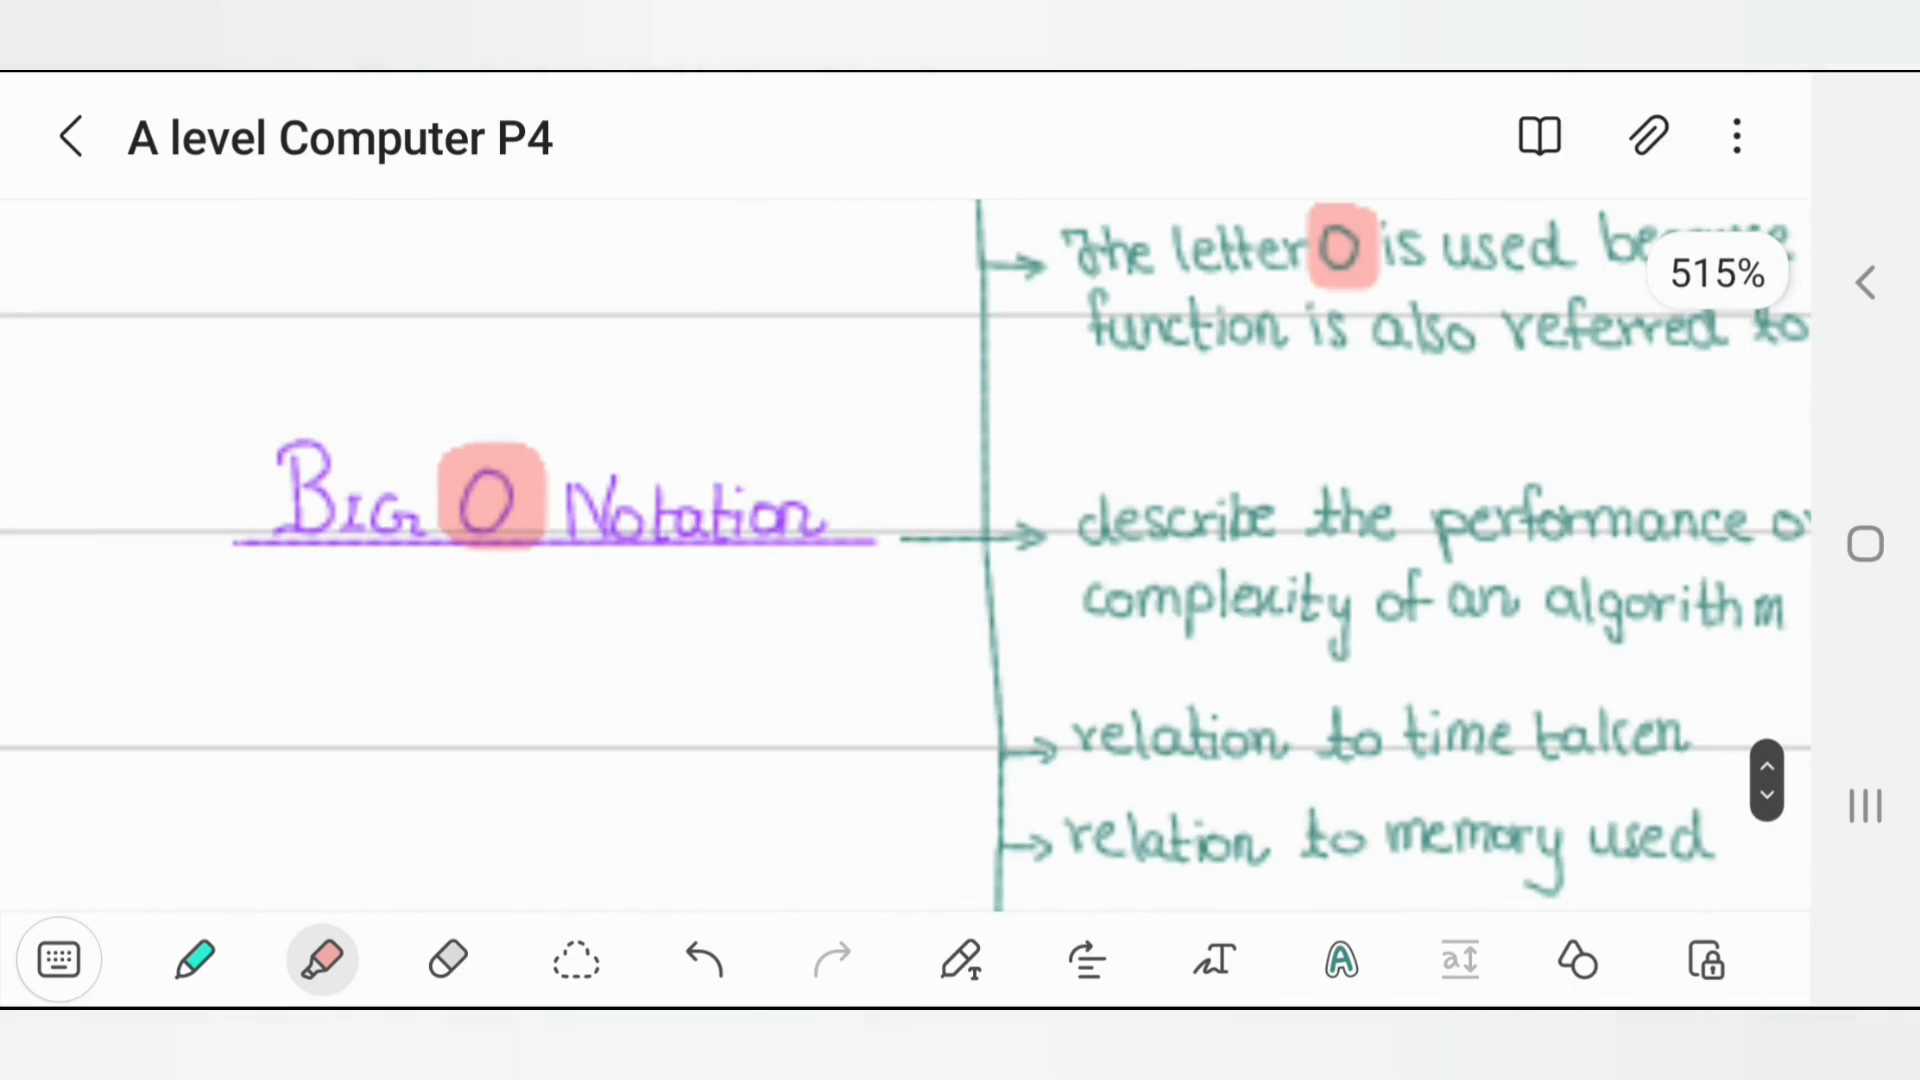 A level Computer P4
The letter O is used
515%
function is also referred to
Big O Notation
describe the performance
complexity of an algorithm
relation to time taken
relation to memory used